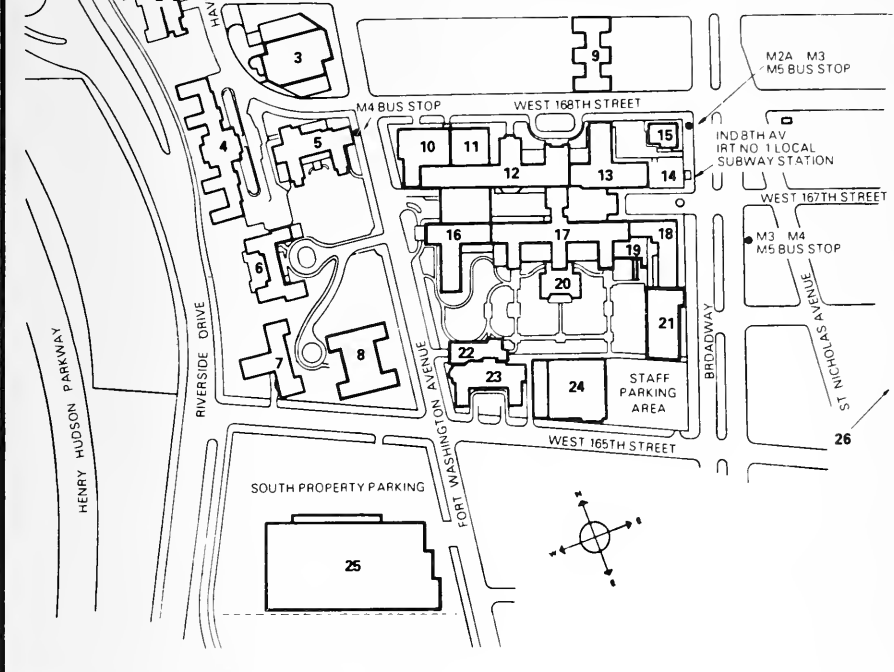 HAV
3
9
M2A M3
M5 BUS STOP
M4 BUS STOP
WEST 168TH STREET
4
5
10
11
15
IND 8TH AV
IRT NO 1 LOCAL
SUBWAY STATION
12
13
14
WEST 167TH STREET
16
17
18
M3 M4
M5 BUS STOP
19
6
20
21
RIVERSIDE DRIVE
HENRY HUDSON PARKWAY
FORT WASHINGTON AVENUE
BROADWAY
ST NICHOLAS AVENUE
7
8
22
23
24
STAFF
PARKING
AREA
26
WEST 165TH STREET
SOUTH PROPERTY PARKING
25
N
E
W
S